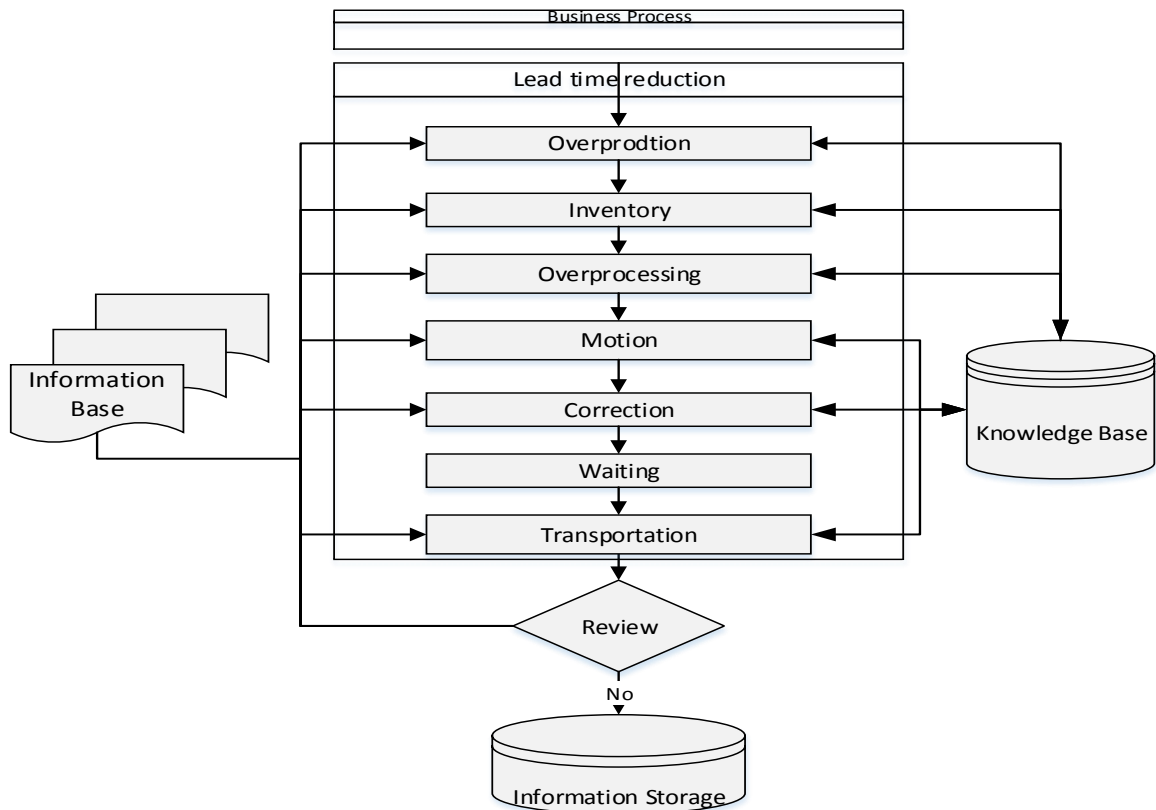 Business Process
Lead time reduction
Overprodtion
Inventory
Overprocessing
Motion
Information
Base
Correction
Knowledge Base
Waiting
Transportation
Review
No
Information Storage